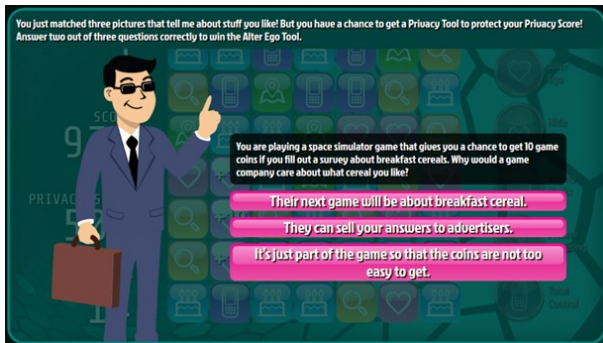 You just matched three pictures that tell me about stuff you like! But you have a chance to get a Privacy Tool to protect your Privacy Score!
Answer two out of three questions correctly to win the Alter Ego Tool.
SCO
9
You are playing a space simulator game that gives you a chance to get 10 game
coins if you fill out a survey about breakfast cereals. Why would a game
company care about what cereal you like?
PRIVAC
Their next game will be about breakfast cereal.
They can sell your answers to advertisers.
It's just part of the game so that the coins are not too
easy to get.
Total
Control